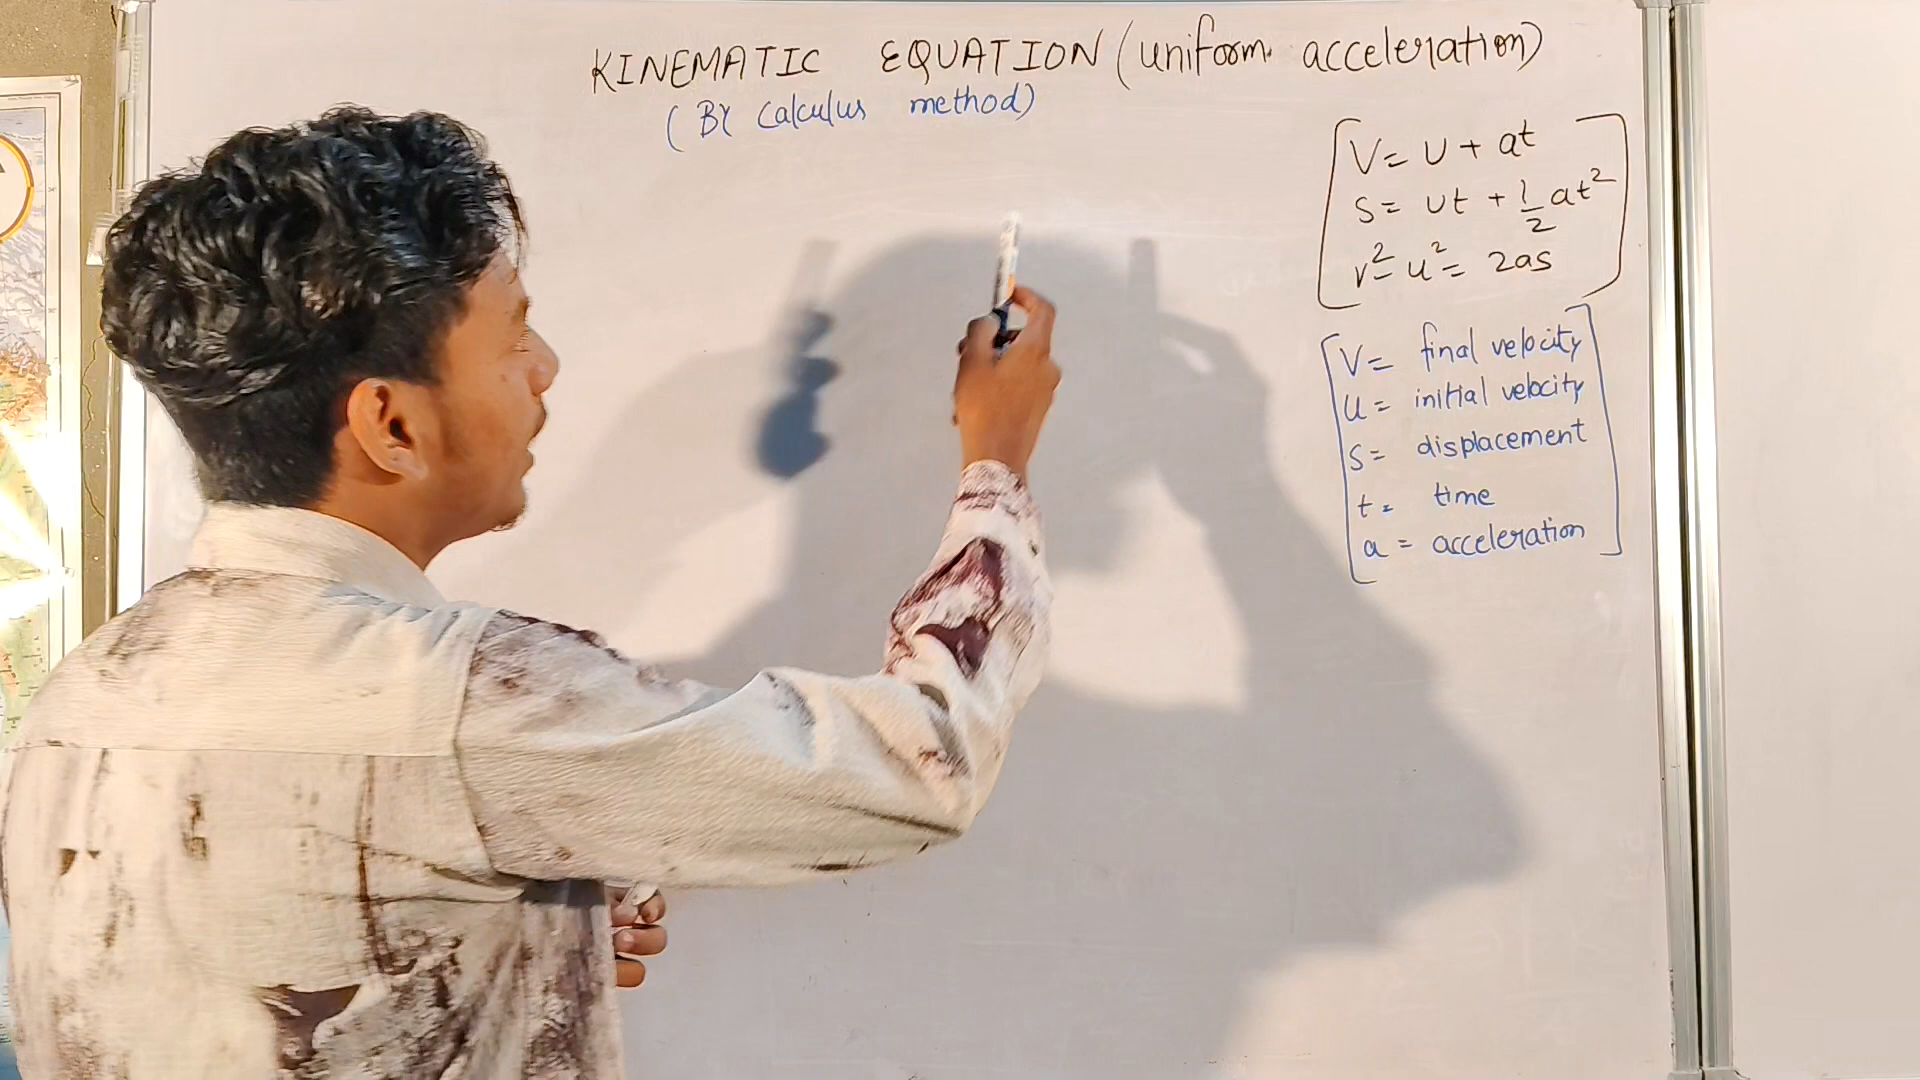 KINEMATIC EQUATION (uniform acceleration)
(BY calculus method)
V = U + at
S = ut + 1/2 at²
v² - u² = 2as
V = final velocity
u = initial velocity
S = displacement
t = time
a = acceleration